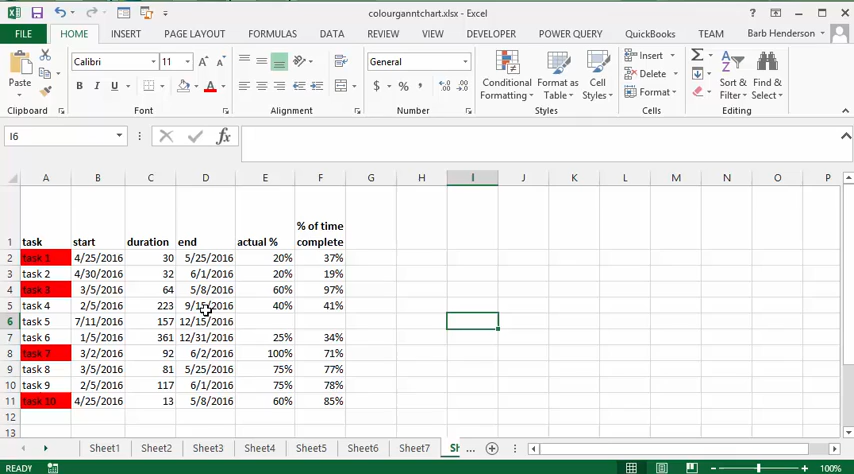 colourganntchart.xlsx - Excel
FILE HOME INSERT PAGE LAYOUT FORMULAS DATA REVIEW VIEW DEVELOPER POWER QUERY QuickBooks TEAM Barb Henderson
Calibri 11 General Insert
Paste Conditional Formatting Format as Table Cell Styles Delete Sort & Filter Find & Select
Format
Clipboard Font Alignment Number Styles Cells Editing
I6
A B C D E F G H I J K L M N O P
1 task start duration end actual % % of time complete
2 task 1 4/25/2016 30 5/25/2016 20% 37%
3 task 2 4/30/2016 32 6/1/2016 20% 19%
4 task 3 3/5/2016 64 5/8/2016 60% 97%
5 task 4 2/5/2016 223 9/15/2016 40% 41%
6 task 5 7/11/2016 157 12/15/2016
7 task 6 1/5/2016 361 12/31/2016 25% 34%
8 task 7 3/2/2016 92 6/2/2016 100% 71%
9 task 8 3/5/2016 81 5/25/2016 75% 77%
10 task 9 2/5/2016 117 6/1/2016 75% 78%
11 task 10 4/25/2016 13 5/8/2016 60% 85%
12
13
Sheet1 Sheet2 Sheet3 Sheet4 Sheet5 Sheet6 Sheet7 Sh ...
READY 100%